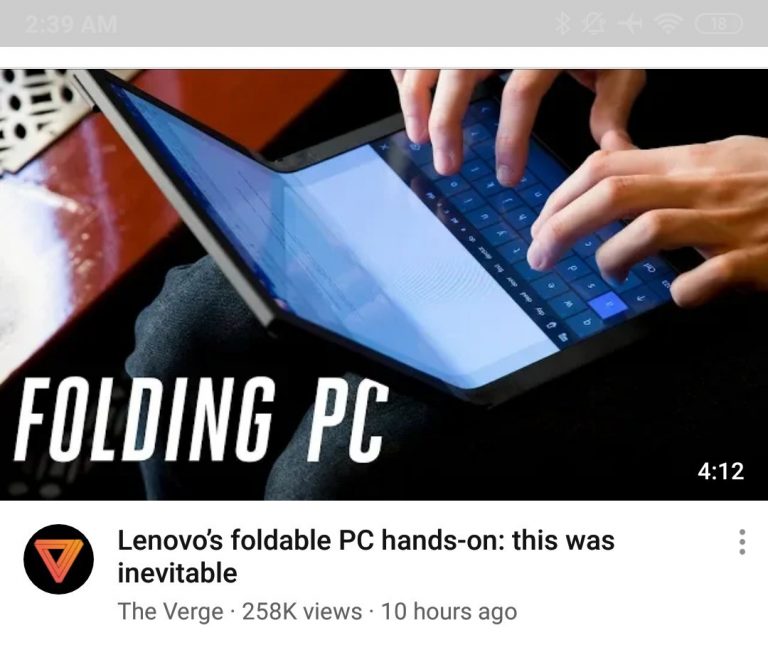 2:39 AM
18
FOLDING PC
4:12
Lenovo's foldable PC hands-on: this was
inevitable
The Verge · 258K views · 10 hours ago